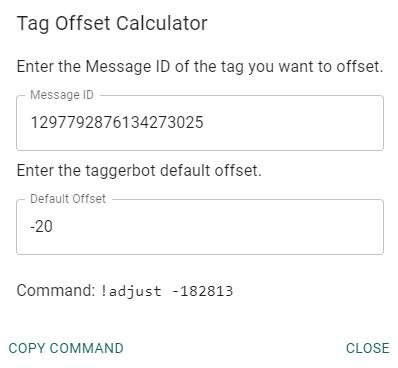 Tag Offset Calculator
Enter the Message ID of the tag you want to offset.
Message ID
1297792876134273025
Enter the taggerbot default offset.
Default Offset
-20
Command: !adjust -182813
COPY COMMAND
CLOSE